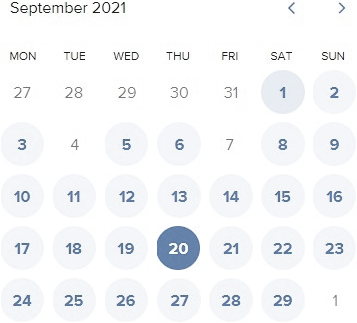 September 2021
MON TUE WED THU FRI SAT SUN
27 28 29 30 31 1 2
3 4 5 6 7 8 9
10 11 12 13 14 15 16
17 18 19 20 21 22 23
24 25 26 27 28 29 1